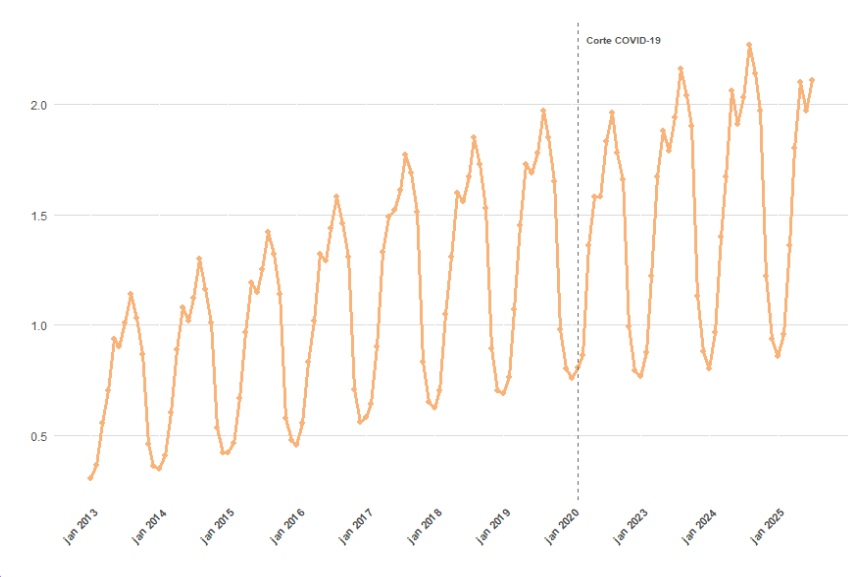 Corte COVID-19
2.0
1.5
1.0
0.5
jan 2013
jan 2014
jan 2015
jan 2016
jan 2017
jan 2018
jan 2019
jan 2020
jan 2023
jan 2024
jan 2025